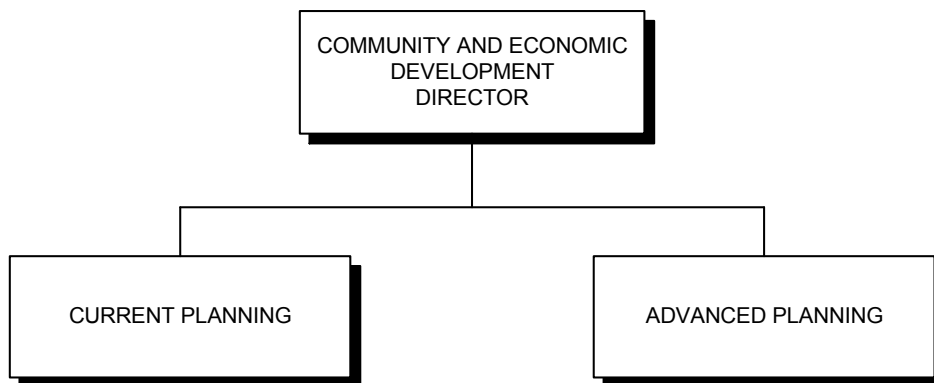 COMMUNITY AND ECONOMIC
DEVELOPMENT
DIRECTOR
CURRENT PLANNING
ADVANCED PLANNING